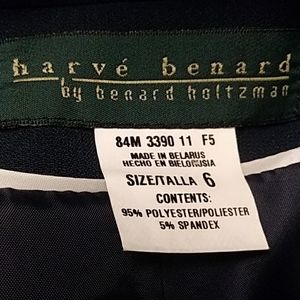 harvé benard
by benard holtzman
84M 3390 11 F5
MADE IN BELARUS
HECHO EN BIELORUSIA
SIZE/TALLA 6
CONTENTS:
95% POLYESTER/POLIESTER
5% SPANDEX